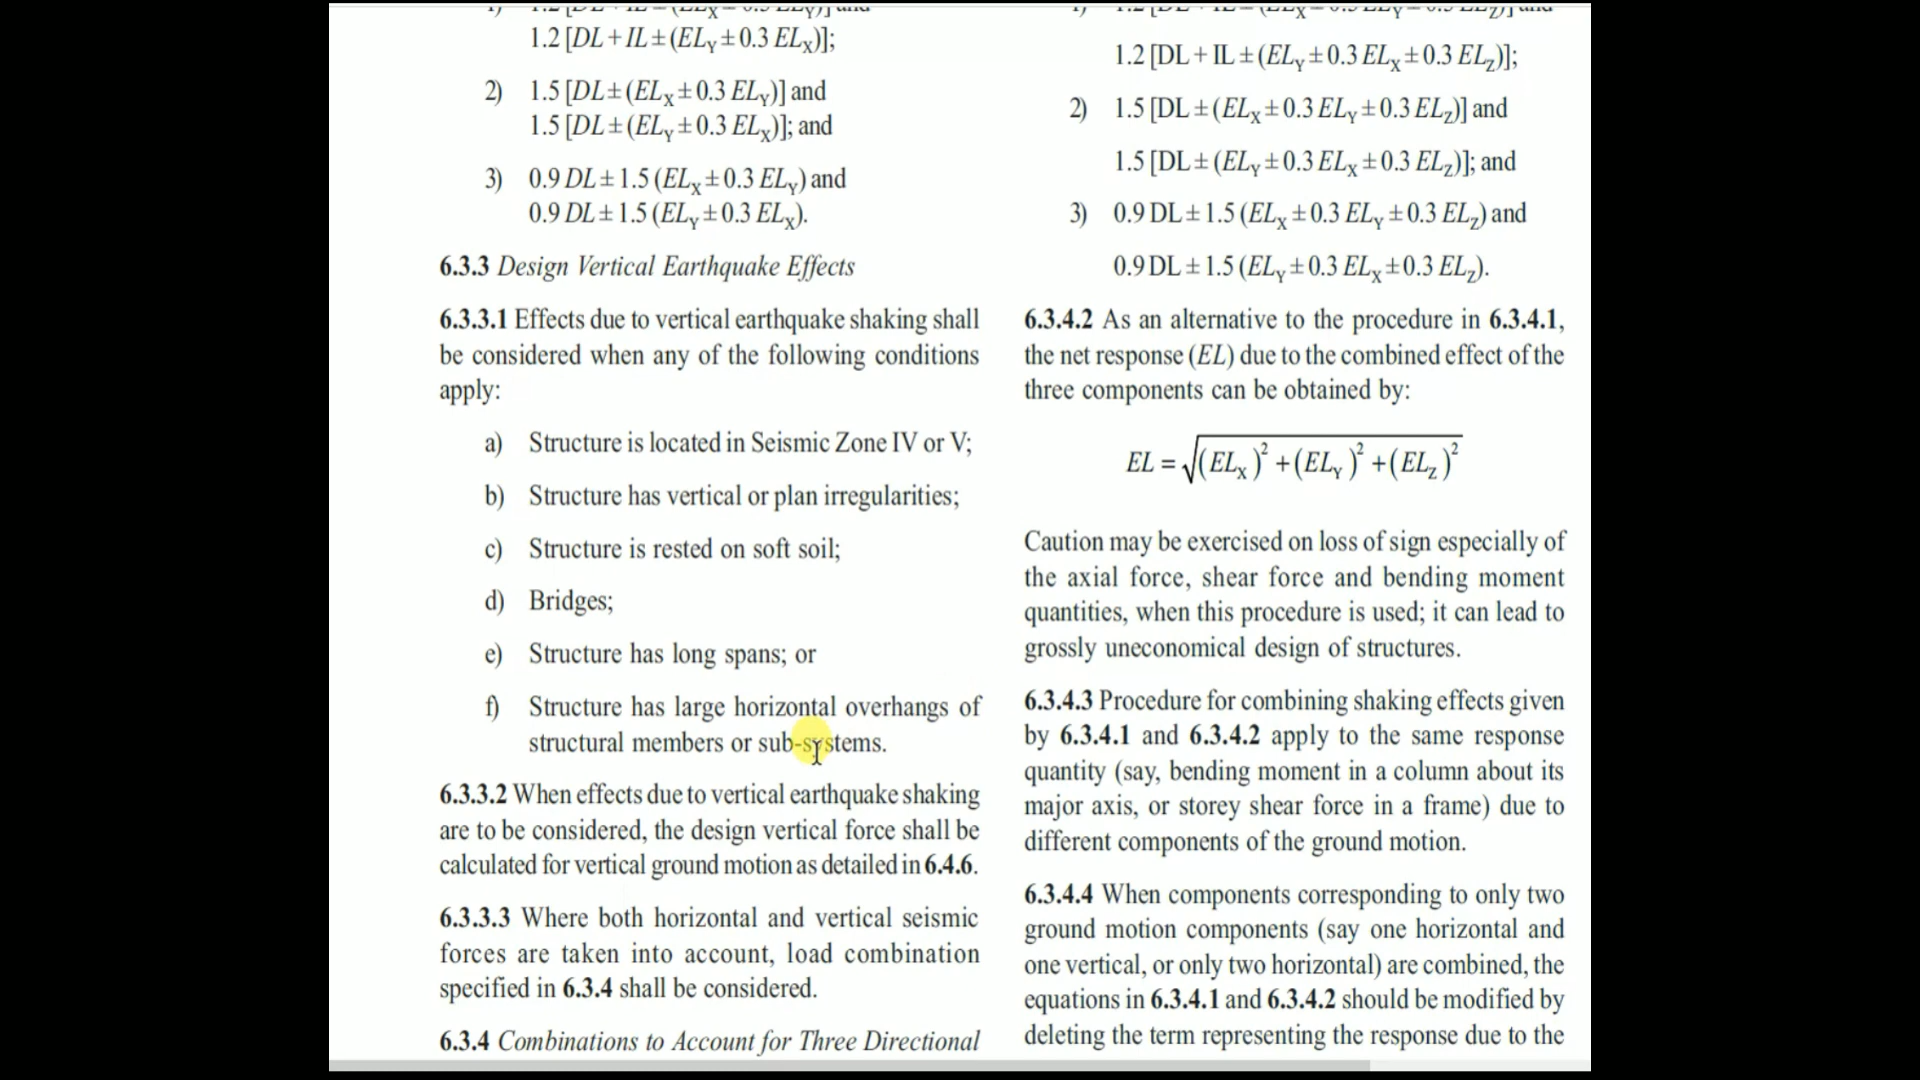 1.2 [DL + IL ± (ELY ± 0.3 ELX)];
2) 1.5 [DL ± (ELX ± 0.3 ELY)] and
1.5 [DL ± (ELY ± 0.3 ELX)]; and
3) 0.9 DL ± 1.5 (ELX ± 0.3 ELY) and
0.9 DL ± 1.5 (ELY ± 0.3 ELX).
6.3.3 Design Vertical Earthquake Effects
6.3.3.1 Effects due to vertical earthquake shaking shall
be considered when any of the following conditions
apply:
a) Structure is located in Seismic Zone IV or V;
b) Structure has vertical or plan irregularities;
c) Structure is rested on soft soil;
d) Bridges;
e) Structure has long spans; or
f) Structure has large horizontal overhangs of
structural members or sub-systems.
6.3.3.2 When effects due to vertical earthquake shaking
are to be considered, the design vertical force shall be
calculated for vertical ground motion as detailed in 6.4.6.
6.3.3.3 Where both horizontal and vertical seismic
forces are taken into account, load combination
specified in 6.3.4 shall be considered.
6.3.4 Combinations to Account for Three Directional
1.2 [DL + IL ± (ELY ± 0.3 ELX ± 0.3 ELZ)];
2) 1.5 [DL ± (ELX ± 0.3 ELY ± 0.3 ELZ)] and
1.5 [DL ± (ELY ± 0.3 ELX ± 0.3 ELZ)]; and
3) 0.9 DL ± 1.5 (ELX ± 0.3 ELY ± 0.3 ELZ) and
0.9 DL ± 1.5 (ELY ± 0.3 ELX ± 0.3 ELZ).
6.3.4.2 As an alternative to the procedure in 6.3.4.1,
the net response (EL) due to the combined effect of the
three components can be obtained by:
EL = √(ELX)² + (ELY)² + (ELZ)²
Caution may be exercised on loss of sign especially of
the axial force, shear force and bending moment
quantities, when this procedure is used; it can lead to
grossly uneconomical design of structures.
6.3.4.3 Procedure for combining shaking effects given
by 6.3.4.1 and 6.3.4.2 apply to the same response
quantity (say, bending moment in a column about its
major axis, or storey shear force in a frame) due to
different components of the ground motion.
6.3.4.4 When components corresponding to only two
ground motion components (say one horizontal and
one vertical, or only two horizontal) are combined, the
equations in 6.3.4.1 and 6.3.4.2 should be modified by
deleting the term representing the response due to the